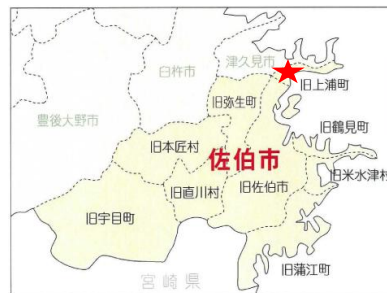 津久見市
臼杵市
旧上浦町
旧弥生町
豊後大野市
旧鶴見町
旧本匠村
佐伯市
旧米水津村
旧直川村
旧佐伯市
旧宇目町
旧蒲江町
宮崎県